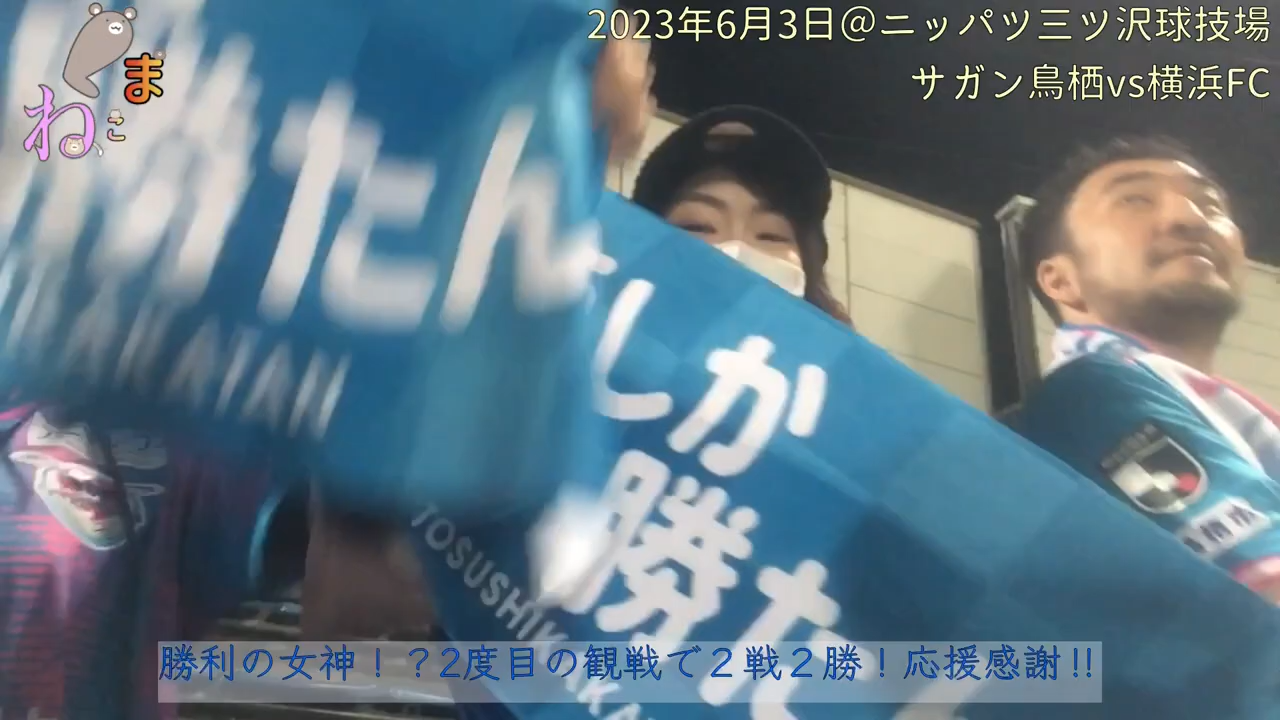 2023年6月3日@ニッパツ三ツ沢球技場
サガン鳥栖vs横浜FC
ねこ
ま
勝たん
しか
勝た
TOSUSHIK
勝利の女神！？2度目の観戦で２戦２勝！応援感謝!!